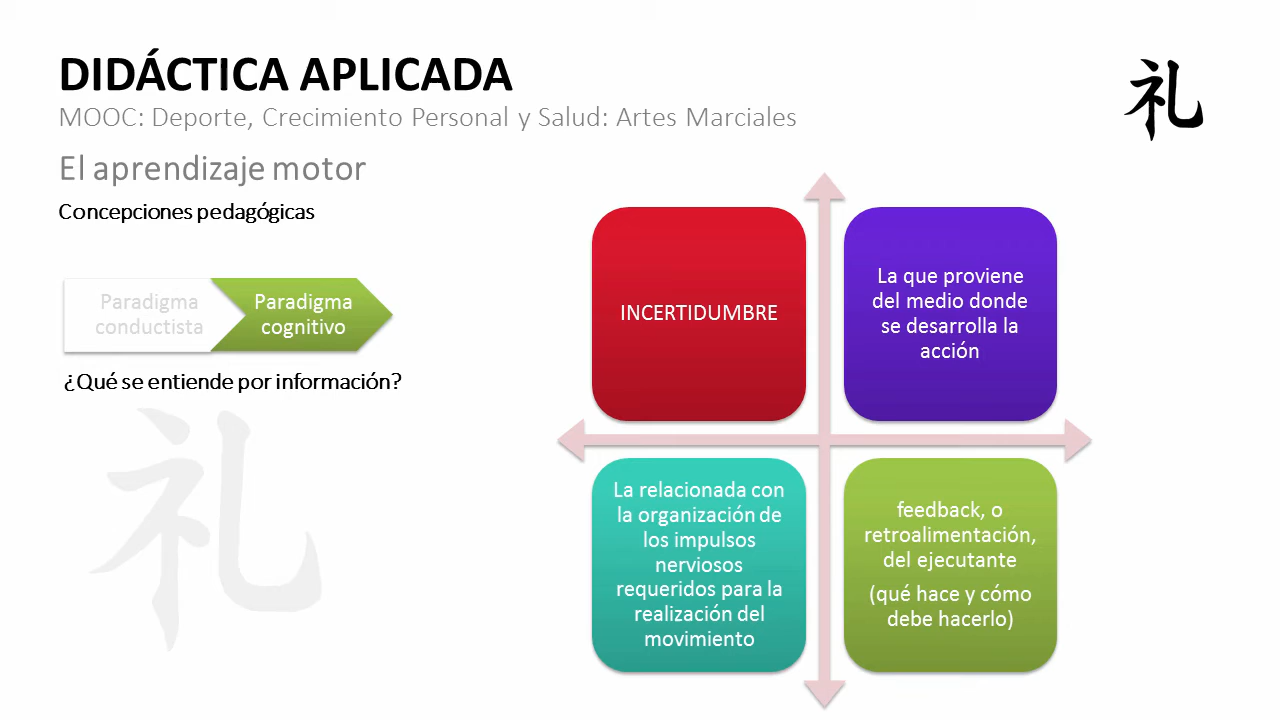 DIDÁCTICA APLICADA
礼
MOOC: Deporte, Crecimiento Personal y Salud: Artes Marciales
El aprendizaje motor
Concepciones pedagógicas
Paradigma
conductista
Paradigma
cognitivo
¿Qué se entiende por información?
礼
INCERTIDUMBRE
La que proviene
del medio donde
se desarrolla la
acción
La relacionada con
la organización de
los impulsos
nerviosos
requeridos para la
realización del
movimiento
feedback, o
retroalimentación,
del ejecutante
(qué hace y cómo
debe hacerlo)